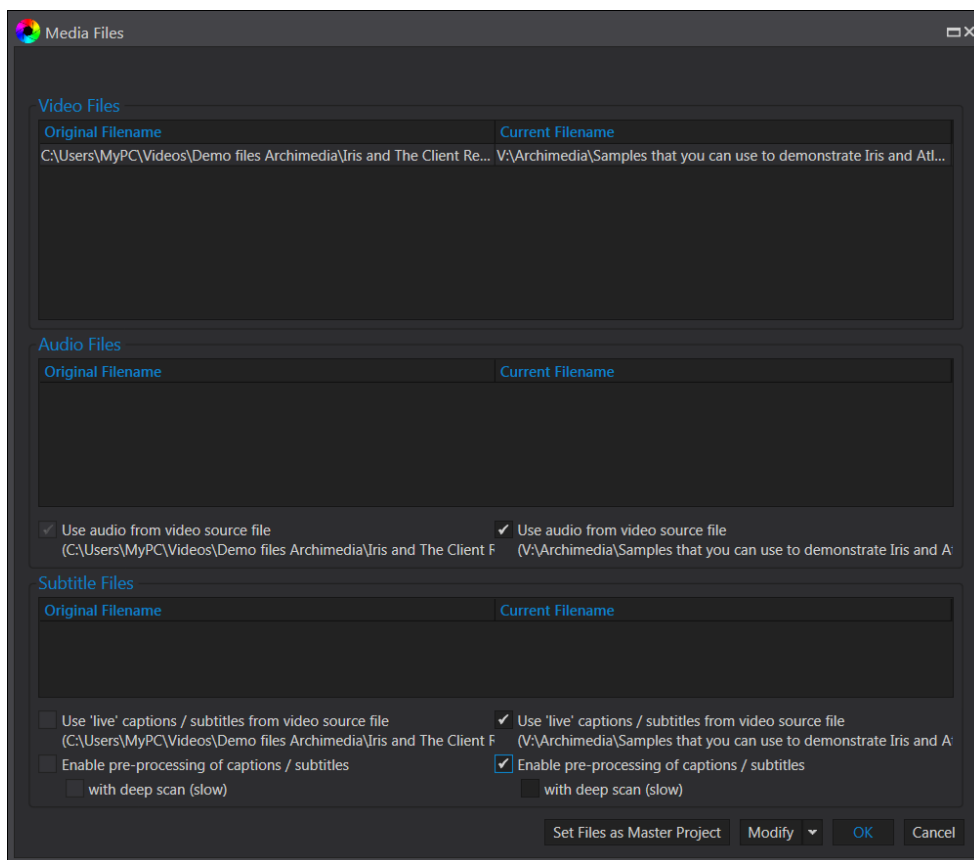 Media Files
Video Files
Original Filename Current Filename
C:\Users\MyPC\Videos\Demo files Archimedia\Iris and The Client Re... V:\Archimedia\Samples that you can use to demonstrate Iris and Atl...
Audio Files
Original Filename Current Filename
Use audio from video source file Use audio from video source file
(C:\Users\MyPC\Videos\Demo files Archimedia\Iris and The Client R (V:\Archimedia\Samples that you can use to demonstrate Iris and A
Subtitle Files
Original Filename Current Filename
Use 'live' captions / subtitles from video source file Use 'live' captions / subtitles from video source file
(C:\Users\MyPC\Videos\Demo files Archimedia\Iris and The Client R (V:\Archimedia\Samples that you can use to demonstrate Iris and A
Enable pre-processing of captions / subtitles Enable pre-processing of captions / subtitles
with deep scan (slow) with deep scan (slow)
Set Files as Master Project Modify OK Cancel